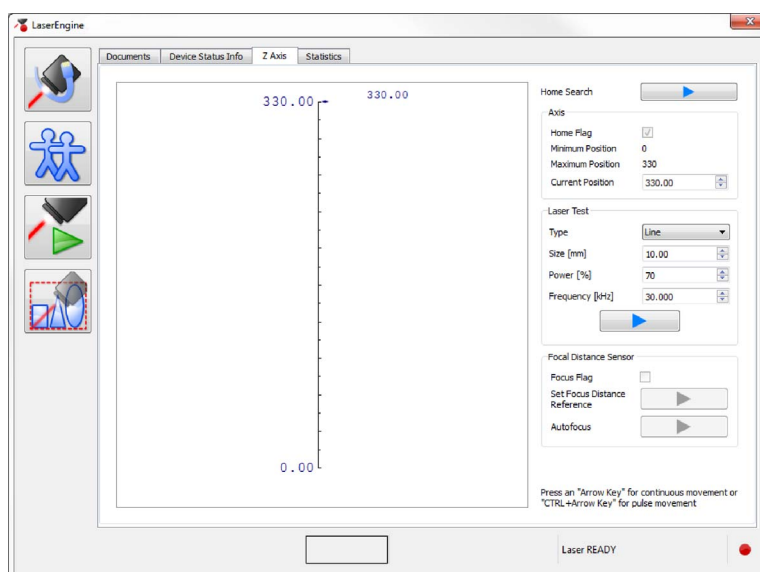 LaserEngine
Documents Device Status Info Z Axis Statistics
330.00 330.00
0.00
Home Search
Axis
Home Flag
Minimum Position 0
Maximum Position 330
Current Position 330.00
Laser Test
Type Line
Size [mm] 10.00
Power [%] 70
Frequency [kHz] 30.000
Focal Distance Sensor
Focus Flag
Set Focus Distance
Reference
Autofocus
Press an "Arrow Key" for continuous movement or
"CTRL+Arrow Key" for pulse movement
Laser READY